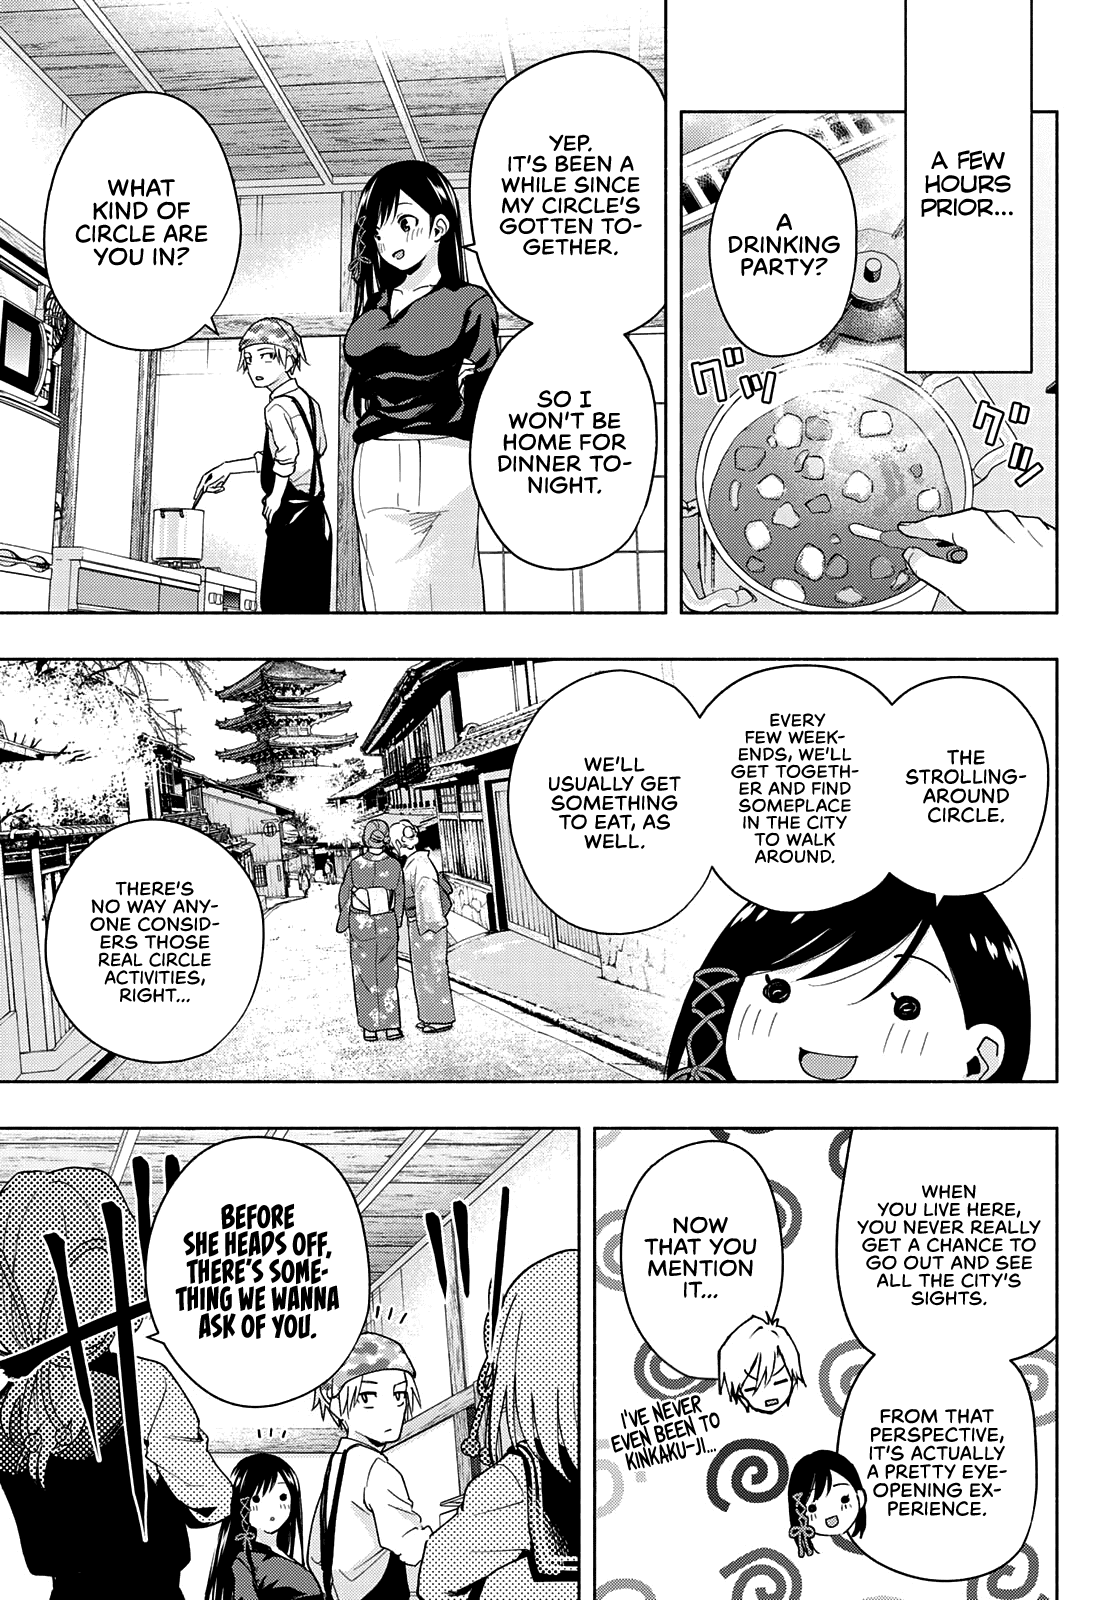 A FEW
HOURS
PRIOR...
A
DRINKING
PARTY?
グツ
グツ
YEP.
IT'S BEEN A
WHILE SINCE
MY CIRCLE'S
GOTTEN TO-
GETHER.
SO I
WON'T BE
HOME FOR
DINNER TO-
NIGHT.
WHAT
KIND OF
CIRCLE ARE
YOU IN?
THE
STROLLING-
AROUND
CIRCLE.
EVERY
FEW WEEK-
ENDS, WE'LL
GET TOGETH-
ER AND FIND
SOMEPLACE
IN THE CITY
TO WALK
AROUND.
WE'LL
USUALLY GET
SOMETHING
TO EAT, AS
WELL.
THERE'S
NO WAY ANY-
ONE CONSID-
ERS THOSE
REAL CIRCLE
ACTIVITIES,
RIGHT...
WHEN
YOU LIVE HERE,
YOU NEVER REALLY
GET A CHANCE TO
GO OUT AND SEE
ALL THE CITY'S
SIGHTS.
FROM THAT
PERSPECTIVE,
IT'S ACTUALLY
A PRETTY EYE-
OPENING EX-
PERIENCE.
NOW
THAT YOU
MENTION
IT...
I'VE NEVER
EVEN BEEN TO
KINKAKU-JI...
BEFORE
SHE HEADS OFF,
THERE'S SOME-
THING WE WANNA
ASK OF YOU.